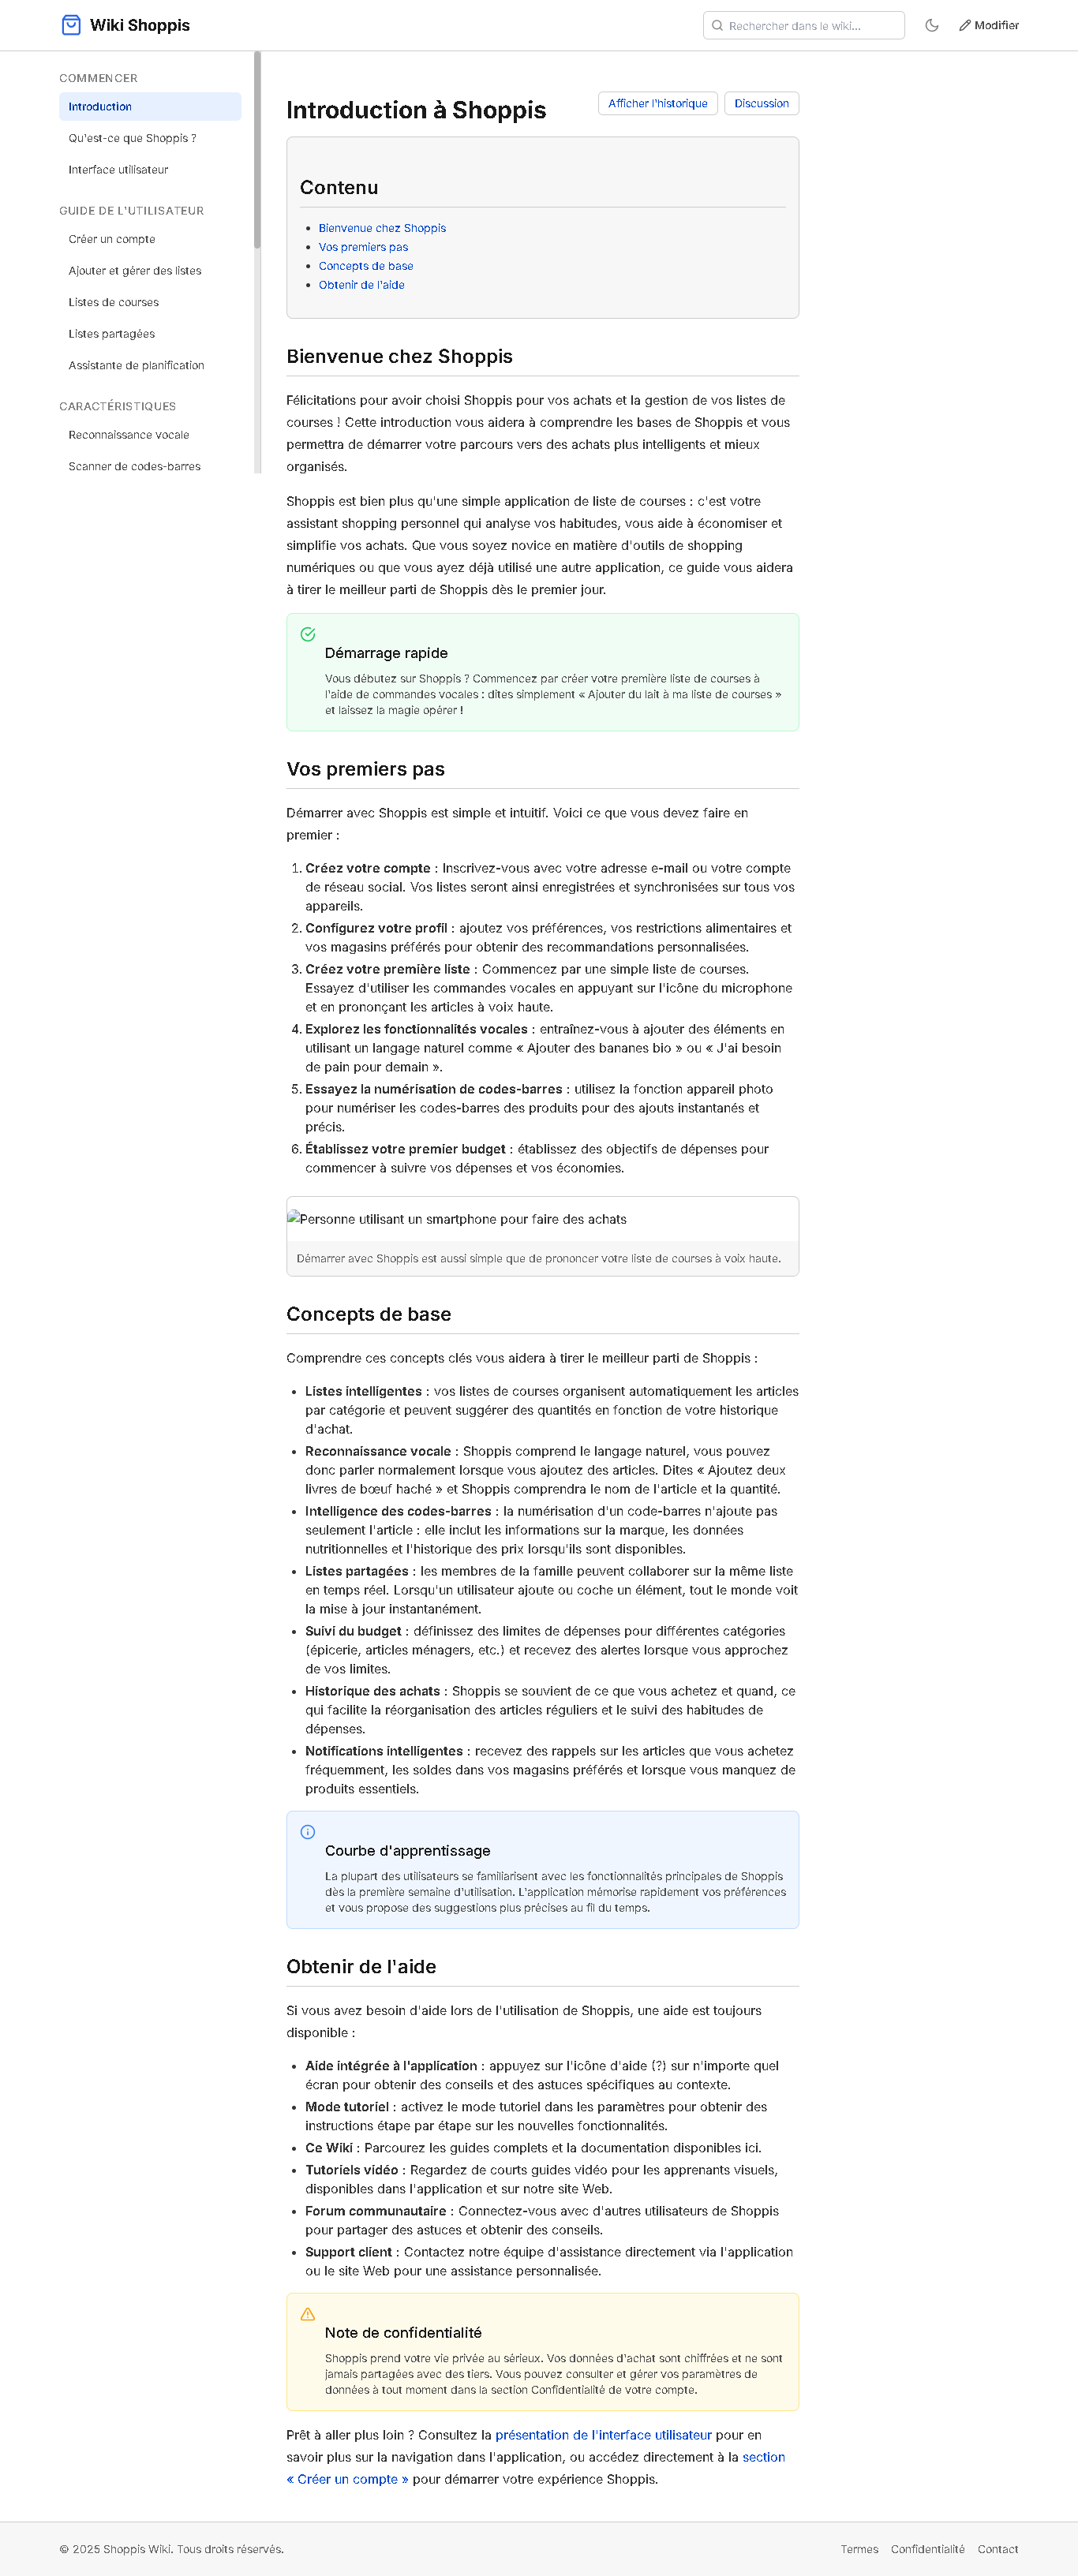 Wiki Shoppis
Rechercher dans le wiki...
Modifier
COMMENCER
Introduction
Qu'est-ce que Shoppis ?
Interface utilisateur
GUIDE DE L'UTILISATEUR
Créer un compte
Ajouter et gérer des listes
Listes de courses
Listes partagées
Assistante de planification
CARACTÉRISTIQUES
Reconnaissance vocale
Scanner de codes-barres
Introduction à Shoppis
Afficher l'historique
Discussion
Contenu
• Bienvenue chez Shoppis
• Vos premiers pas
• Concepts de base
• Obtenir de l'aide
Bienvenue chez Shoppis
Félicitations pour avoir choisi Shoppis pour vos achats et la gestion de vos listes de
courses ! Cette introduction vous aidera à comprendre les bases de Shoppis et vous
permettra de démarrer votre parcours vers des achats plus intelligents et mieux
organisés.
Shoppis est bien plus qu'une simple application de liste de courses : c'est votre
assistant shopping personnel qui analyse vos habitudes, vous aide à économiser et
simplifie vos achats. Que vous soyez novice en matière d'outils de shopping
numériques ou que vous ayez déjà utilisé une autre application, ce guide vous aidera
à tirer le meilleur parti de Shoppis dès le premier jour.
Démarrage rapide
Vous débutez sur Shoppis ? Commencez par créer votre première liste de courses à
l'aide de commandes vocales : dites simplement « Ajouter du lait à ma liste de courses »
et laissez la magie opérer !
Vos premiers pas
Démarrer avec Shoppis est simple et intuitif. Voici ce que vous devez faire en
premier :
1. Créez votre compte : Inscrivez-vous avec votre adresse e-mail ou votre compte
de réseau social. Vos listes seront ainsi enregistrées et synchronisées sur tous vos
appareils.
2. Configurez votre profil : ajoutez vos préférences, vos restrictions alimentaires et
vos magasins préférés pour obtenir des recommandations personnalisées.
3. Créez votre première liste : Commencez par une simple liste de courses.
Essayez d'utiliser les commandes vocales en appuyant sur l'icône du microphone
et en prononçant les articles à voix haute.
4. Explorez les fonctionnalités vocales : entraînez-vous à ajouter des éléments en
utilisant un langage naturel comme « Ajouter des bananes bio » ou « J'ai besoin
de pain pour demain ».
5. Essayez la numérisation de codes-barres : utilisez la fonction appareil photo
pour numériser les codes-barres des produits pour des ajouts instantanés et
précis.
6. Établissez votre premier budget : établissez des objectifs de dépenses pour
commencer à suivre vos dépenses et vos économies.
Personne utilisant un smartphone pour faire des achats
Démarrer avec Shoppis est aussi simple que de prononcer votre liste de courses à voix haute.
Concepts de base
Comprendre ces concepts clés vous aidera à tirer le meilleur parti de Shoppis :
• Listes intelligentes : vos listes de courses organisent automatiquement les articles
par catégorie et peuvent suggérer des quantités en fonction de votre historique
d'achat.
• Reconnaissance vocale : Shoppis comprend le langage naturel, vous pouvez
donc parler normalement lorsque vous ajoutez des articles. Dites « Ajoutez deux
livres de bœuf haché » et Shoppis comprendra le nom de l'article et la quantité.
• Intelligence des codes-barres : la numérisation d'un code-barres n'ajoute pas
seulement l'article : elle inclut les informations sur la marque, les données
nutritionnelles et l'historique des prix lorsqu'ils sont disponibles.
• Listes partagées : les membres de la famille peuvent collaborer sur la même liste
en temps réel. Lorsqu'un utilisateur ajoute ou coche un élément, tout le monde voit
la mise à jour instantanément.
• Suivi du budget : définissez des limites de dépenses pour différentes catégories
(épicerie, articles ménagers, etc.) et recevez des alertes lorsque vous approchez
de vos limites.
• Historique des achats : Shoppis se souvient de ce que vous achetez et quand, ce
qui facilite la réorganisation des articles réguliers et le suivi des habitudes de
dépenses.
• Notifications intelligentes : recevez des rappels sur les articles que vous achetez
fréquemment, les soldes dans vos magasins préférés et lorsque vous manquez de
produits essentiels.
Courbe d'apprentissage
La plupart des utilisateurs se familiarisent avec les fonctionnalités principales de Shoppis
dès la première semaine d'utilisation. L'application mémorise rapidement vos préférences
et vous propose des suggestions plus précises au fil du temps.
Obtenir de l'aide
Si vous avez besoin d'aide lors de l'utilisation de Shoppis, une aide est toujours
disponible :
• Aide intégrée à l'application : appuyez sur l'icône d'aide (?) sur n'importe quel
écran pour obtenir des conseils et des astuces spécifiques au contexte.
• Mode tutoriel : activez le mode tutoriel dans les paramètres pour obtenir des
instructions étape par étape sur les nouvelles fonctionnalités.
• Ce Wiki : Parcourez les guides complets et la documentation disponibles ici.
• Tutoriels vidéo : Regardez de courts guides vidéo pour les apprenants visuels,
disponibles dans l'application et sur notre site Web.
• Forum communautaire : Connectez-vous avec d'autres utilisateurs de Shoppis
pour partager des astuces et obtenir des conseils.
• Support client : Contactez notre équipe d'assistance directement via l'application
ou le site Web pour une assistance personnalisée.
Note de confidentialité
Shoppis prend votre vie privée au sérieux. Vos données d'achat sont chiffrées et ne sont
jamais partagées avec des tiers. Vous pouvez consulter et gérer vos paramètres de
données à tout moment dans la section Confidentialité de votre compte.
Prêt à aller plus loin ? Consultez la présentation de l'interface utilisateur pour en
savoir plus sur la navigation dans l'application, ou accédez directement à la section
« Créer un compte » pour démarrer votre expérience Shoppis.
© 2025 Shoppis Wiki. Tous droits réservés.
Termes
Confidentialité
Contact